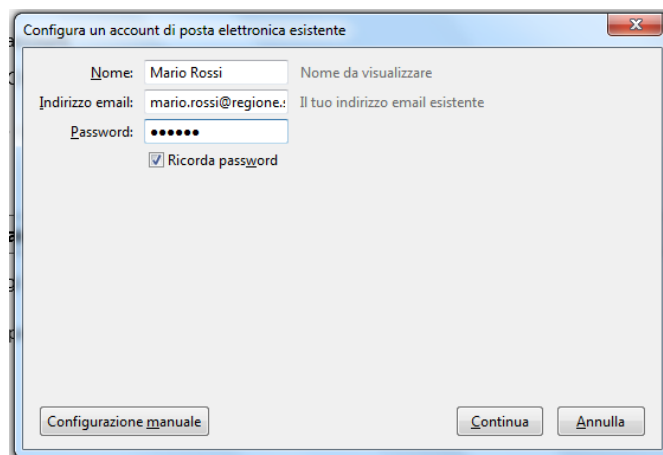 Configura un account di posta elettronica esistente
Nome: Mario Rossi Nome da visualizzare
Indirizzo email: mario.rossi@regione.s Il tuo indirizzo email esistente
Password: ●●●●●●
Ricorda password
Configurazione manuale Continua Annulla